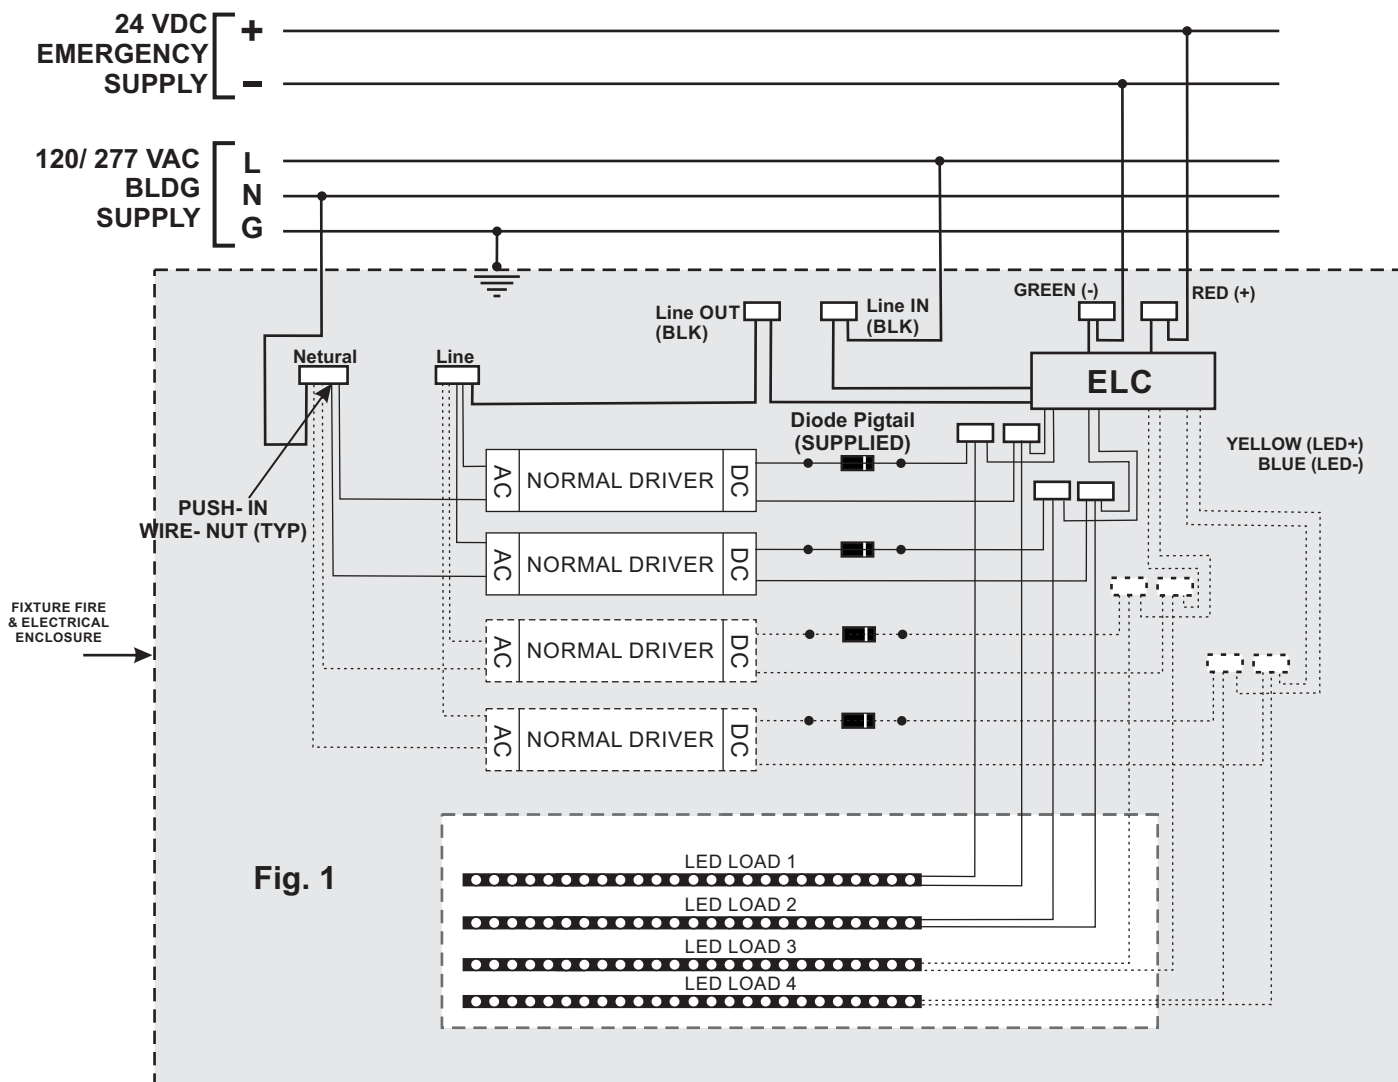 24 VDC
EMERGENCY
SUPPLY
+
-
120/ 277 VAC
BLDG
SUPPLY
L
N
G
GREEN (-)
RED (+)
Line OUT
(BLK)
Line IN
(BLK)
Netural
Line
ELC
Diode Pigtail
(SUPPLIED)
YELLOW (LED+)
BLUE (LED-)
AC NORMAL DRIVER DC
PUSH- IN
WIRE- NUT (TYP)
AC NORMAL DRIVER DC
FIXTURE FIRE
& ELECTRICAL
ENCLOSURE
AC NORMAL DRIVER DC
AC NORMAL DRIVER DC
Fig. 1
LED LOAD 1
LED LOAD 2
LED LOAD 3
LED LOAD 4